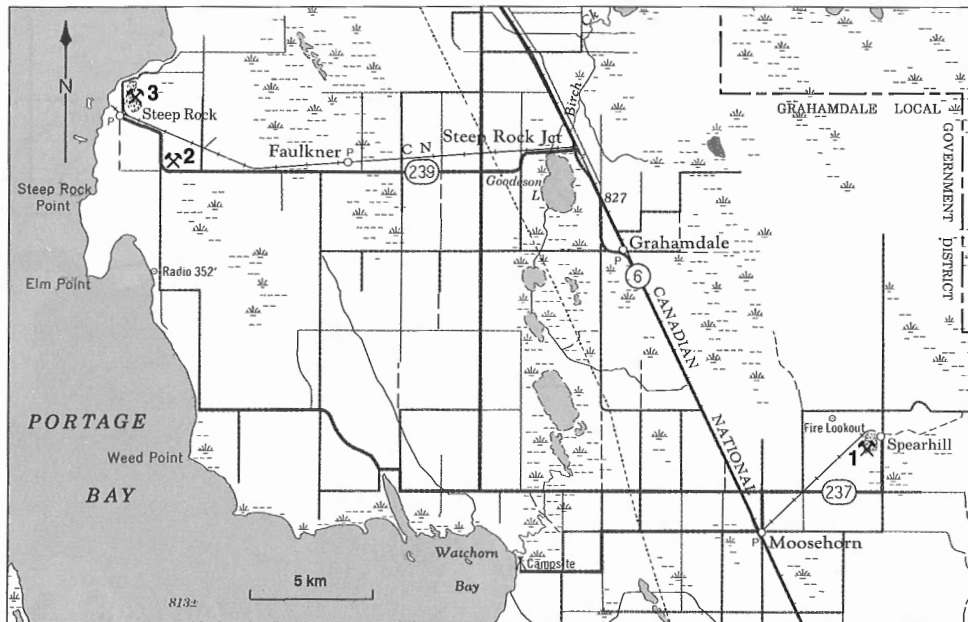 N
3
Steep Rock
P
2
Faulkner
P
C N
239
Steep Rock Jct
Goodeson
L
Birch
Ck
827
GRAHAMDALE LOCAL
GOVERNMENT
DISTRICT
Steep Rock
Point
Elm Point
Radio 352'
Grahamdale
P
6
CANADIAN
NATIONAL
PORTAGE
BAY
Weed Point
Fire Lookout
1
Spearhill
237
P
Moosehorn
Watchorn
Bay
Campsite
5 km
813±